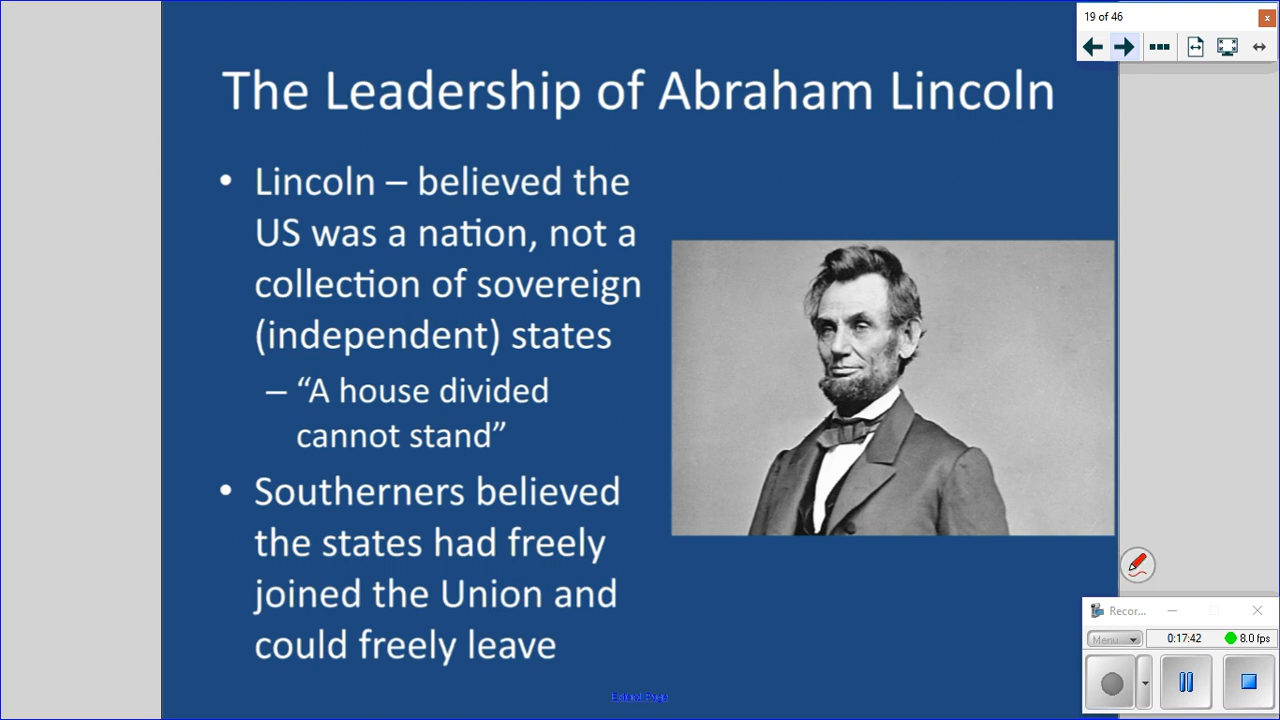 The Leadership of Abraham Lincoln
• Lincoln – believed the
US was a nation, not a
collection of sovereign
(independent) states
– “A house divided
cannot stand”
• Southerners believed
the states had freely
joined the Union and
could freely leave
Extend Page
19 of 46
x
Recor...
Menu
0:17:42
8.0 fps